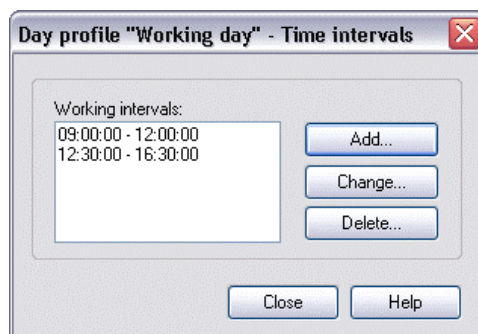 Day profile "Working day" - Time intervals
Working intervals:
09:00:00 - 12:00:00
12:30:00 - 16:30:00
Add...
Change...
Delete...
Close
Help